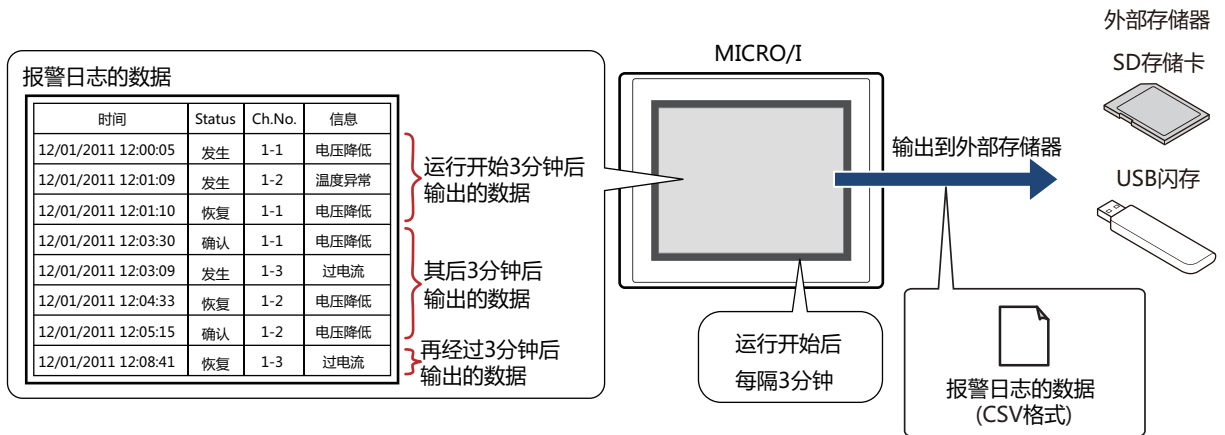 报警日志的数据
时间 Status Ch.No. 信息
12/01/2011 12:00:05 发生 1-1 电压降低
12/01/2011 12:01:09 发生 1-2 温度异常
12/01/2011 12:01:10 恢复 1-1 电压降低
12/01/2011 12:03:30 确认 1-1 电压降低
12/01/2011 12:03:09 发生 1-3 过电流
12/01/2011 12:04:33 恢复 1-2 电压降低
12/01/2011 12:05:15 确认 1-2 电压降低
12/01/2011 12:08:41 恢复 1-3 过电流
运行开始3分钟后
输出的数据
其后3分钟后
输出的数据
再经过3分钟后
输出的数据
MICRO/I
运行开始后
每隔3分钟
输出到外部存储器
报警日志的数据
(CSV格式)
外部存储器
SD存储卡
USB闪存